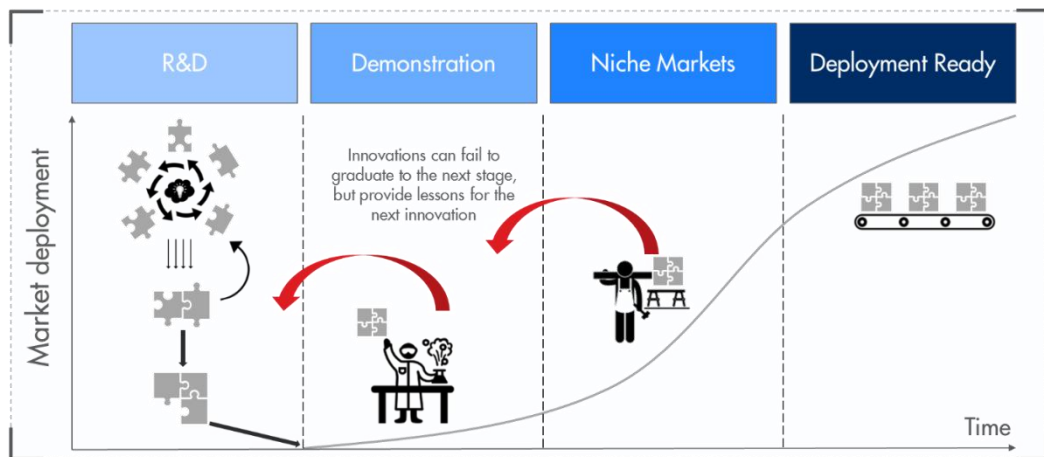 R&D
Demonstration
Niche Markets
Deployment Ready
Innovations can fail to
graduate to the next stage,
but provide lessons for the
next innovation
Market deployment
Time